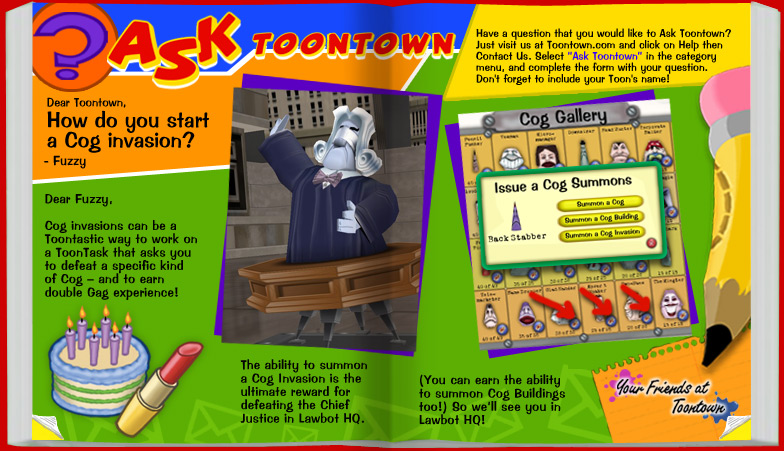 ASK TOONTOWN
Have a question that you would like to Ask Toontown?
Just visit us at Toontown.com and click on Help then
Contact Us. Select "Ask Toontown" in the category
menu, and complete the form with your question.
Don't forget to include your Toon's name!
Dear Toontown,
How do you start
a Cog invasion?
- Fuzzy
Dear Fuzzy,
Cog invasions can be a
Toontastic way to work on
a ToonTask that asks you
to defeat a specific kind
of Cog – and to earn
double Gag experience!
Cog Gallery
Issue a Cog Summons
Summon a Cog
Summon a Cog Building
Summon a Cog Invasion
Back Stabber
The ability to summon
a Cog Invasion is the
ultimate reward for
defeating the Chief
Justice in Lawbot HQ.
(You can earn the ability
to summon Cog Buildings
too!) So we'll see you in
Lawbot HQ!
Your Friends at
Toontown